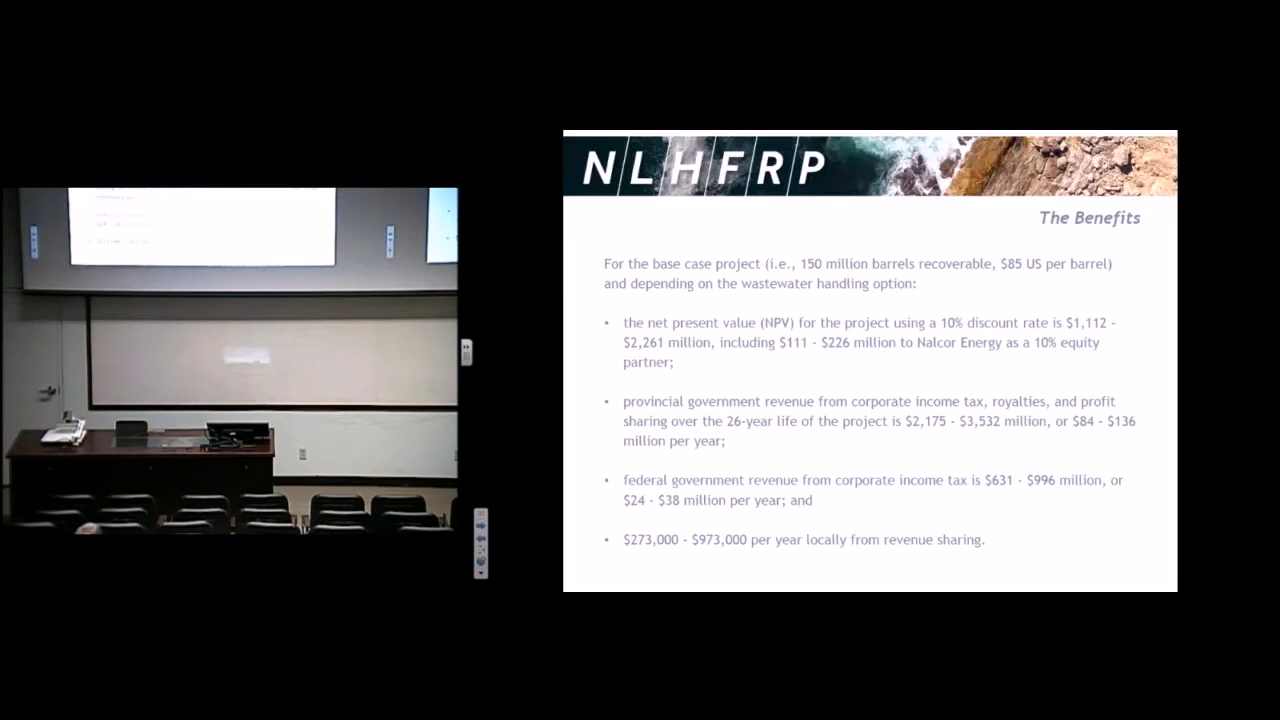 NLHFRP
The Benefits
For the base case project (i.e., 150 million barrels recoverable, $85 US per barrel)
and depending on the wastewater handling option:
• the net present value (NPV) for the project using a 10% discount rate is $1,112 -
$2,261 million, including $111 - $226 million to Nalcor Energy as a 10% equity
partner;
• provincial government revenue from corporate income tax, royalties, and profit
sharing over the 26-year life of the project is $2,175 - $3,532 million, or $84 - $136
million per year;
• federal government revenue from corporate income tax is $631 - $996 million, or
$24 - $38 million per year; and
• $273,000 - $973,000 per year locally from revenue sharing.